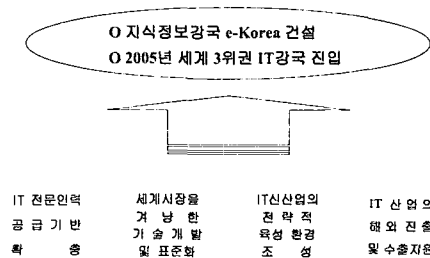 O 지식정보강국 e-Korea 건설
O 2005년 세계 3위권 IT강국 진입
IT 전문인력
공 급 기 반
확 충
세계시장을
겨 냥 한
기 술 개 발
및 표준화
IT신산업의
전 략 적
육성 환경
조 성
IT 산 업 의
해 외 진 출
및 수출지원